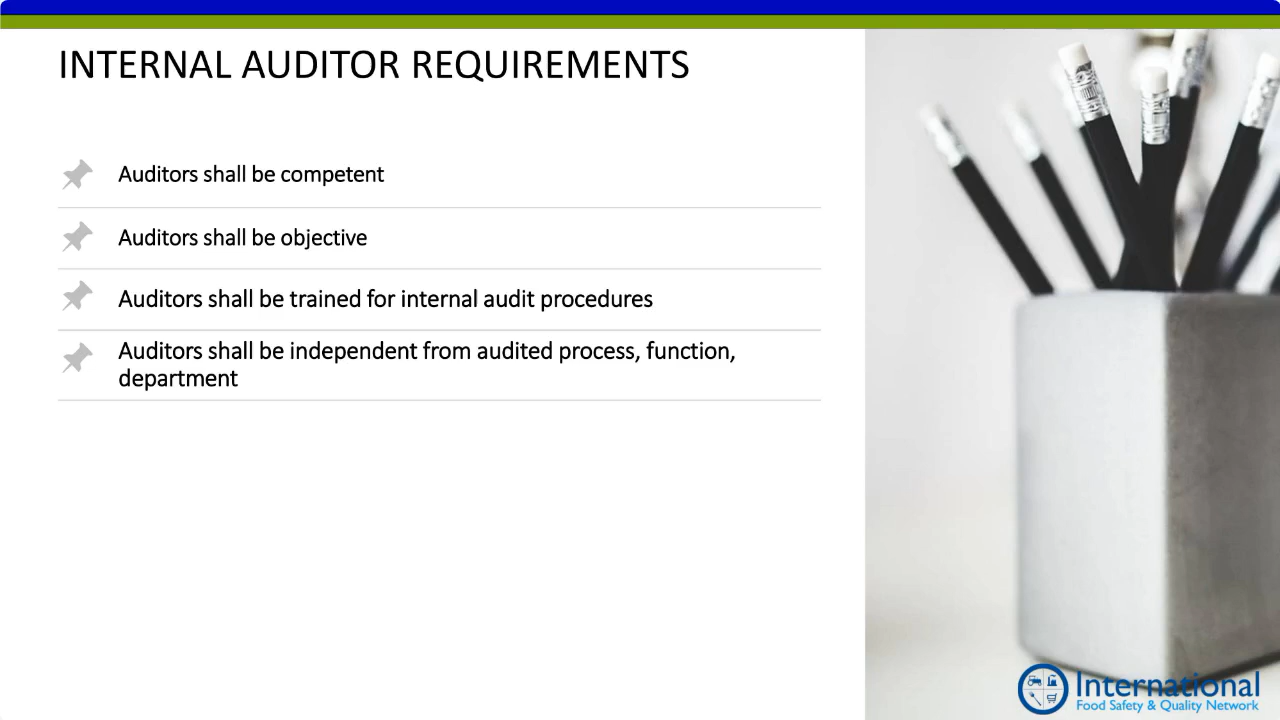 INTERNAL AUDITOR REQUIREMENTS
Auditors shall be competent
Auditors shall be objective
Auditors shall be trained for internal audit procedures
Auditors shall be independent from audited process, function,
department
International
Food Safety & Quality Network